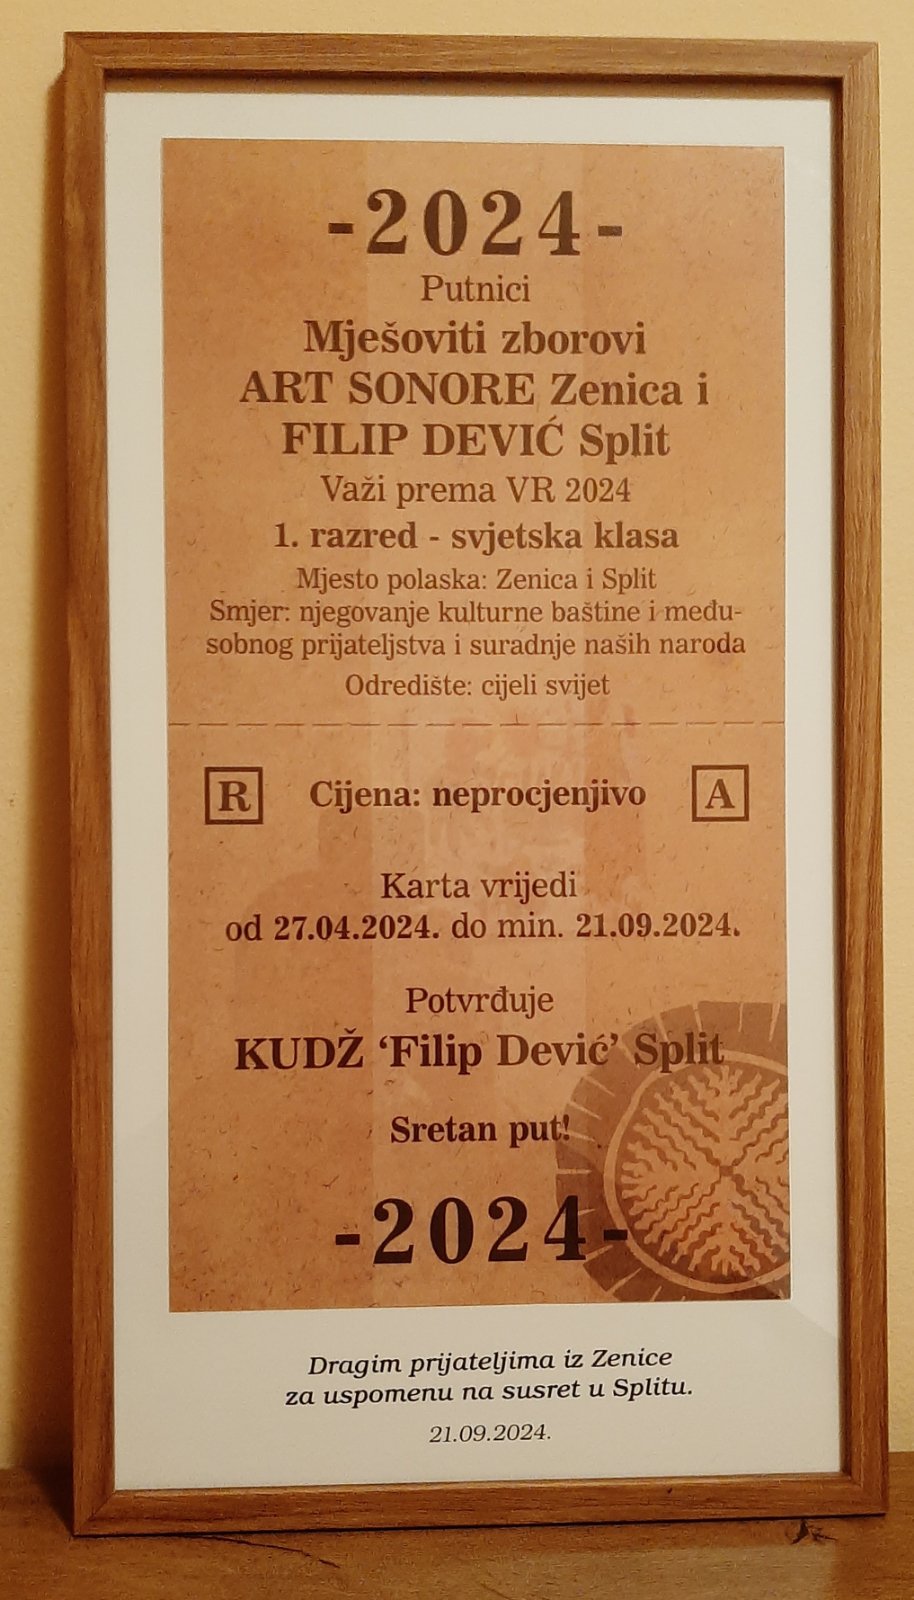 -2024-
Putnici
Mješoviti zborovi
ART SONORE Zenica i
FILIP DEVIĆ Split
Važi prema VR 2024
1. razred - svjetska klasa
Mjesto polaska: Zenica i Split
Smjer: njegovanje kulturne baštine i među-
sobnog prijateljstva i suradnje naših naroda
Odredište: cijeli svijet
R Cijena: neprocjenjivo A
Karta vrijedi
od 27.04.2024. do min. 21.09.2024.
Potvrđuje
KUDŽ ‘Filip Dević’ Split
Sretan put!
-2024-
Dragim prijateljima iz Zenice
za uspomenu na susret u Splitu.
21.09.2024.